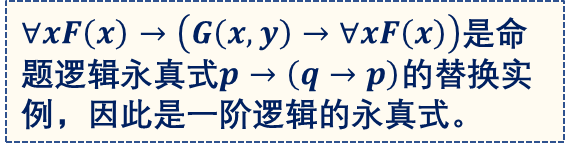 ∀xF(x) → (G(x, y) → ∀xF(x))是命
题逻辑永真式p → (q → p)的替换实
例，因此是一阶逻辑的永真式。